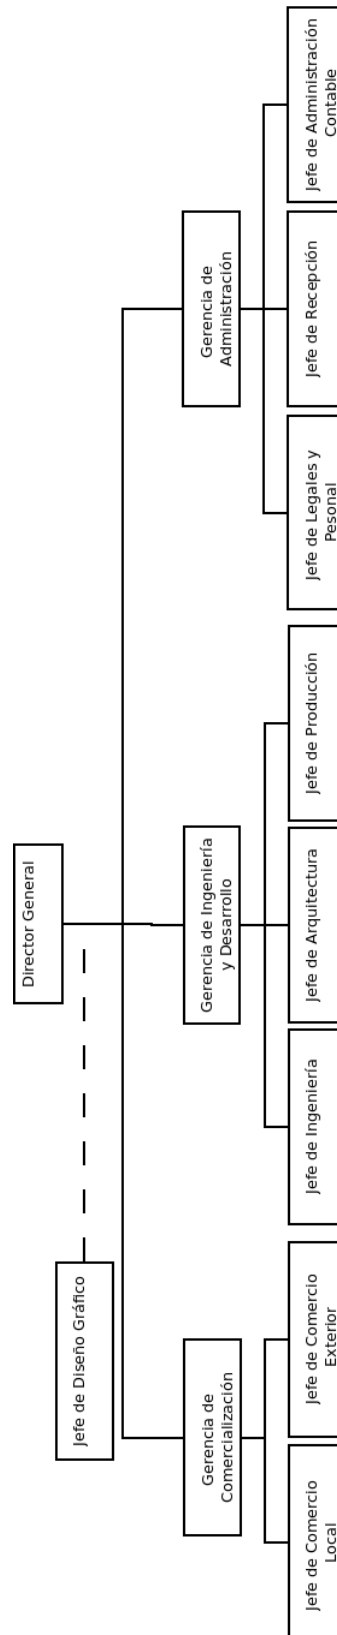 Director General
Jefe de Diseño Gráfico
Gerencia de
Comercialización
Gerencia de Ingeniería
y Desarrollo
Gerencia de
Administración
Jefe de Comercio
Local
Jefe de Comercio
Exterior
Jefe de Ingeniería
Jefe de Arquitectura
Jefe de Producción
Jefe de Legales y
Pesonal
Jefe de Recepción
Jefe de Administración
Contable